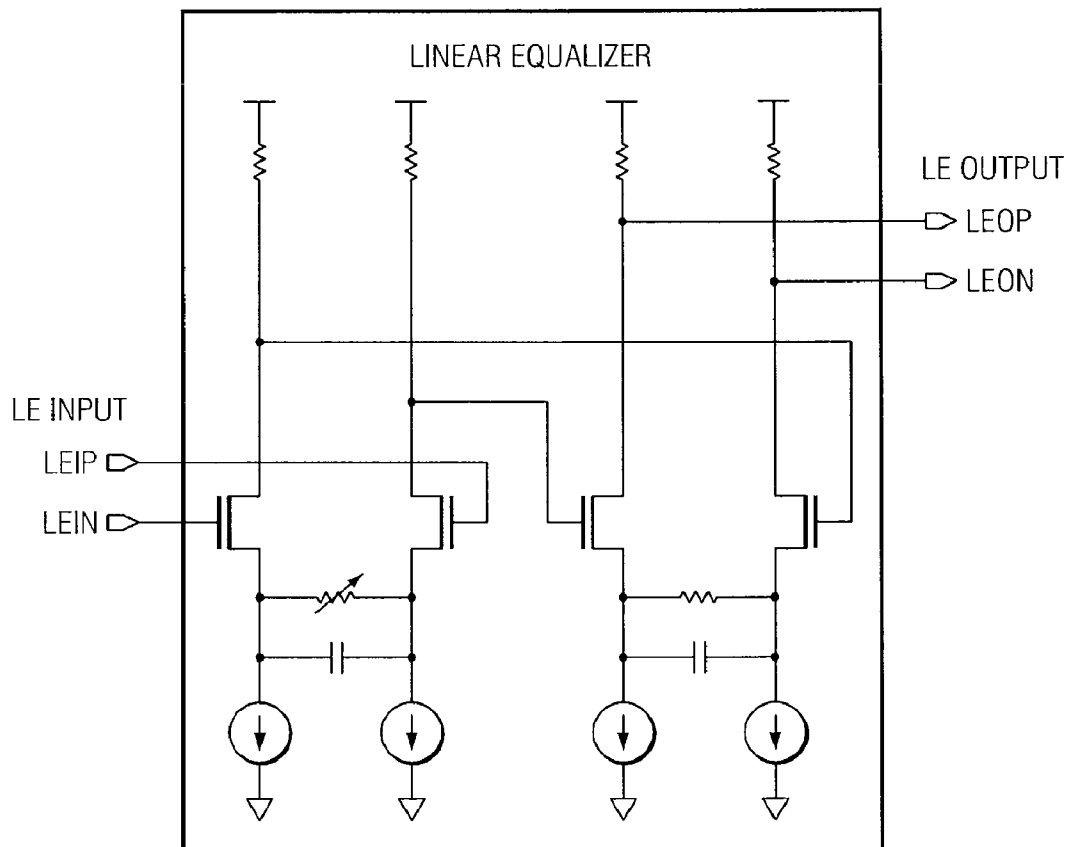 LINEAR EQUALIZER
LE OUTPUT
LEOP
LEON
LE INPUT
LEIP
LEIN